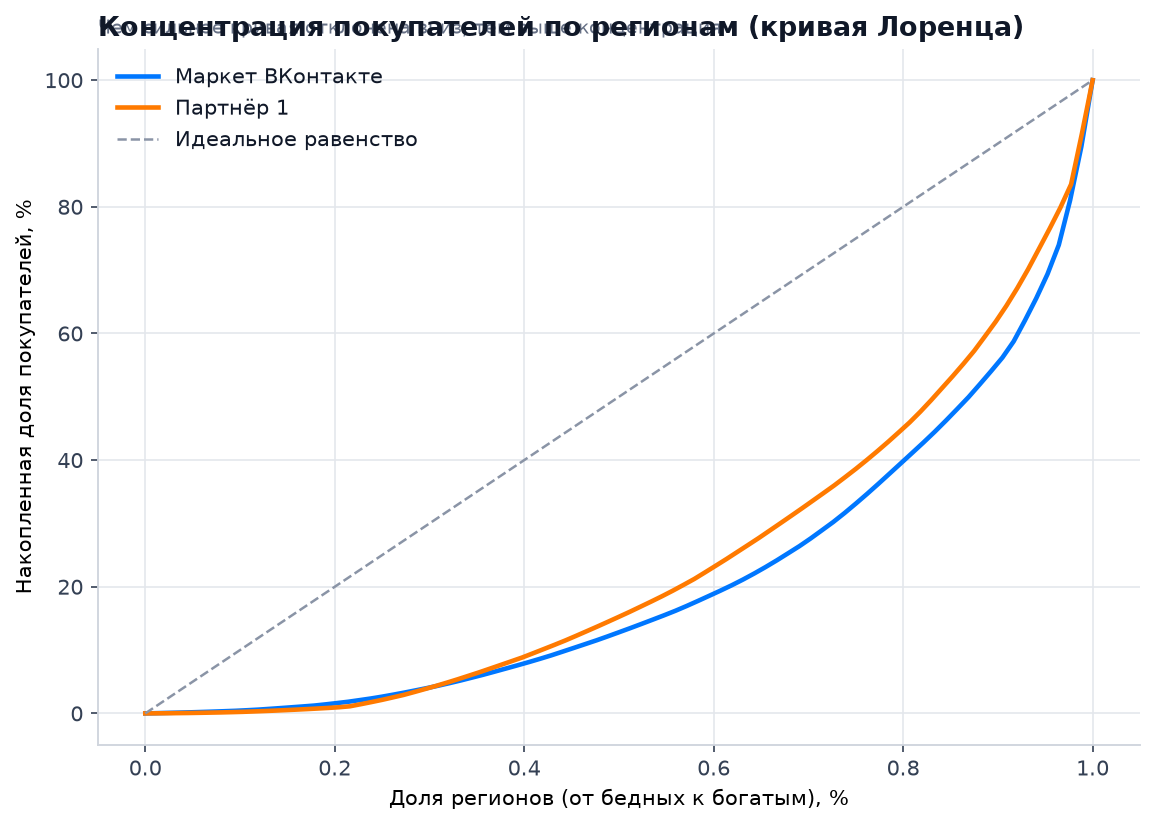 Концентрация покупателей по регионам (кривая Лоренца)
Маркет ВКонтакте
Партнёр 1
Идеальное равенство
Накопленная доля покупателей, %
100
80
60
40
20
0
0.0 0.2 0.4 0.6 0.8 1.0
Доля регионов (от бедных к богатым), %